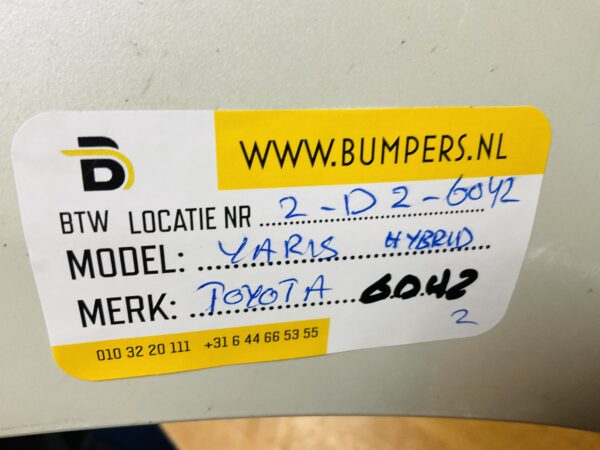 WWW.BUMPERS.NL
BTW LOCATIE NR 2-D2-6042
MODEL: YARIS HYBRID
MERK: TOYOTA 6042
2
010 32 20 111 +31 6 44 66 53 55